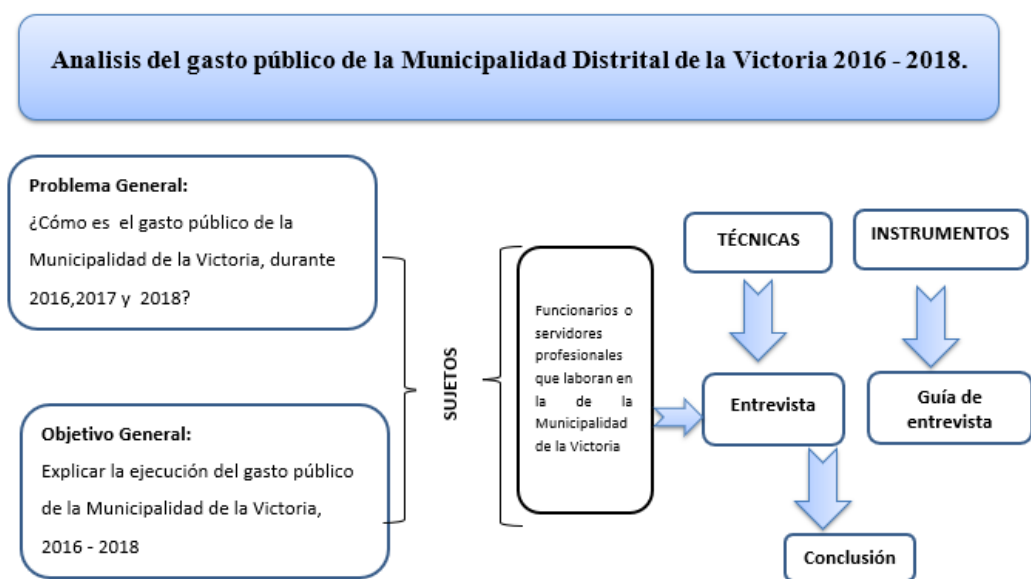 Analisis del gasto público de la Municipalidad Distrital de la Victoria 2016 - 2018.
Problema General:
¿Cómo es el gasto público de la
Municipalidad de la Victoria, durante
2016,2017 y 2018?
Objetivo General:
Explicar la ejecución del gasto público
de la Municipalidad de la Victoria,
2016 - 2018
SUJETOS
Funcionarios o
servidores
profesionales
que laboran en
la de la
Municipalidad
de la Victoria
TÉCNICAS
Entrevista
Conclusión
INSTRUMENTOS
Guía de
entrevista